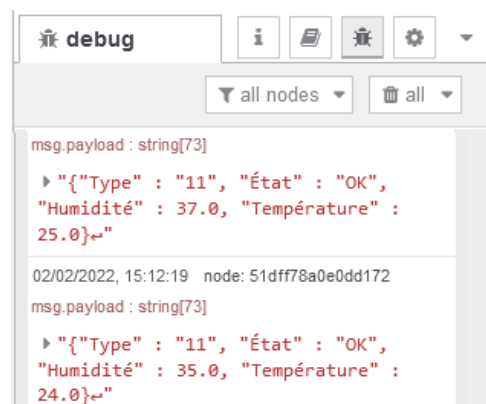 debug
all nodes all
msg.payload : string[73]
"{"Type" : "11", "État" : "OK",
"Humidité" : 37.0, "Température" :
25.0}↵"
02/02/2022, 15:12:19 node: 51dff78a0e0dd172
msg.payload : string[73]
"{"Type" : "11", "État" : "OK",
"Humidité" : 35.0, "Température" :
24.0}↵"